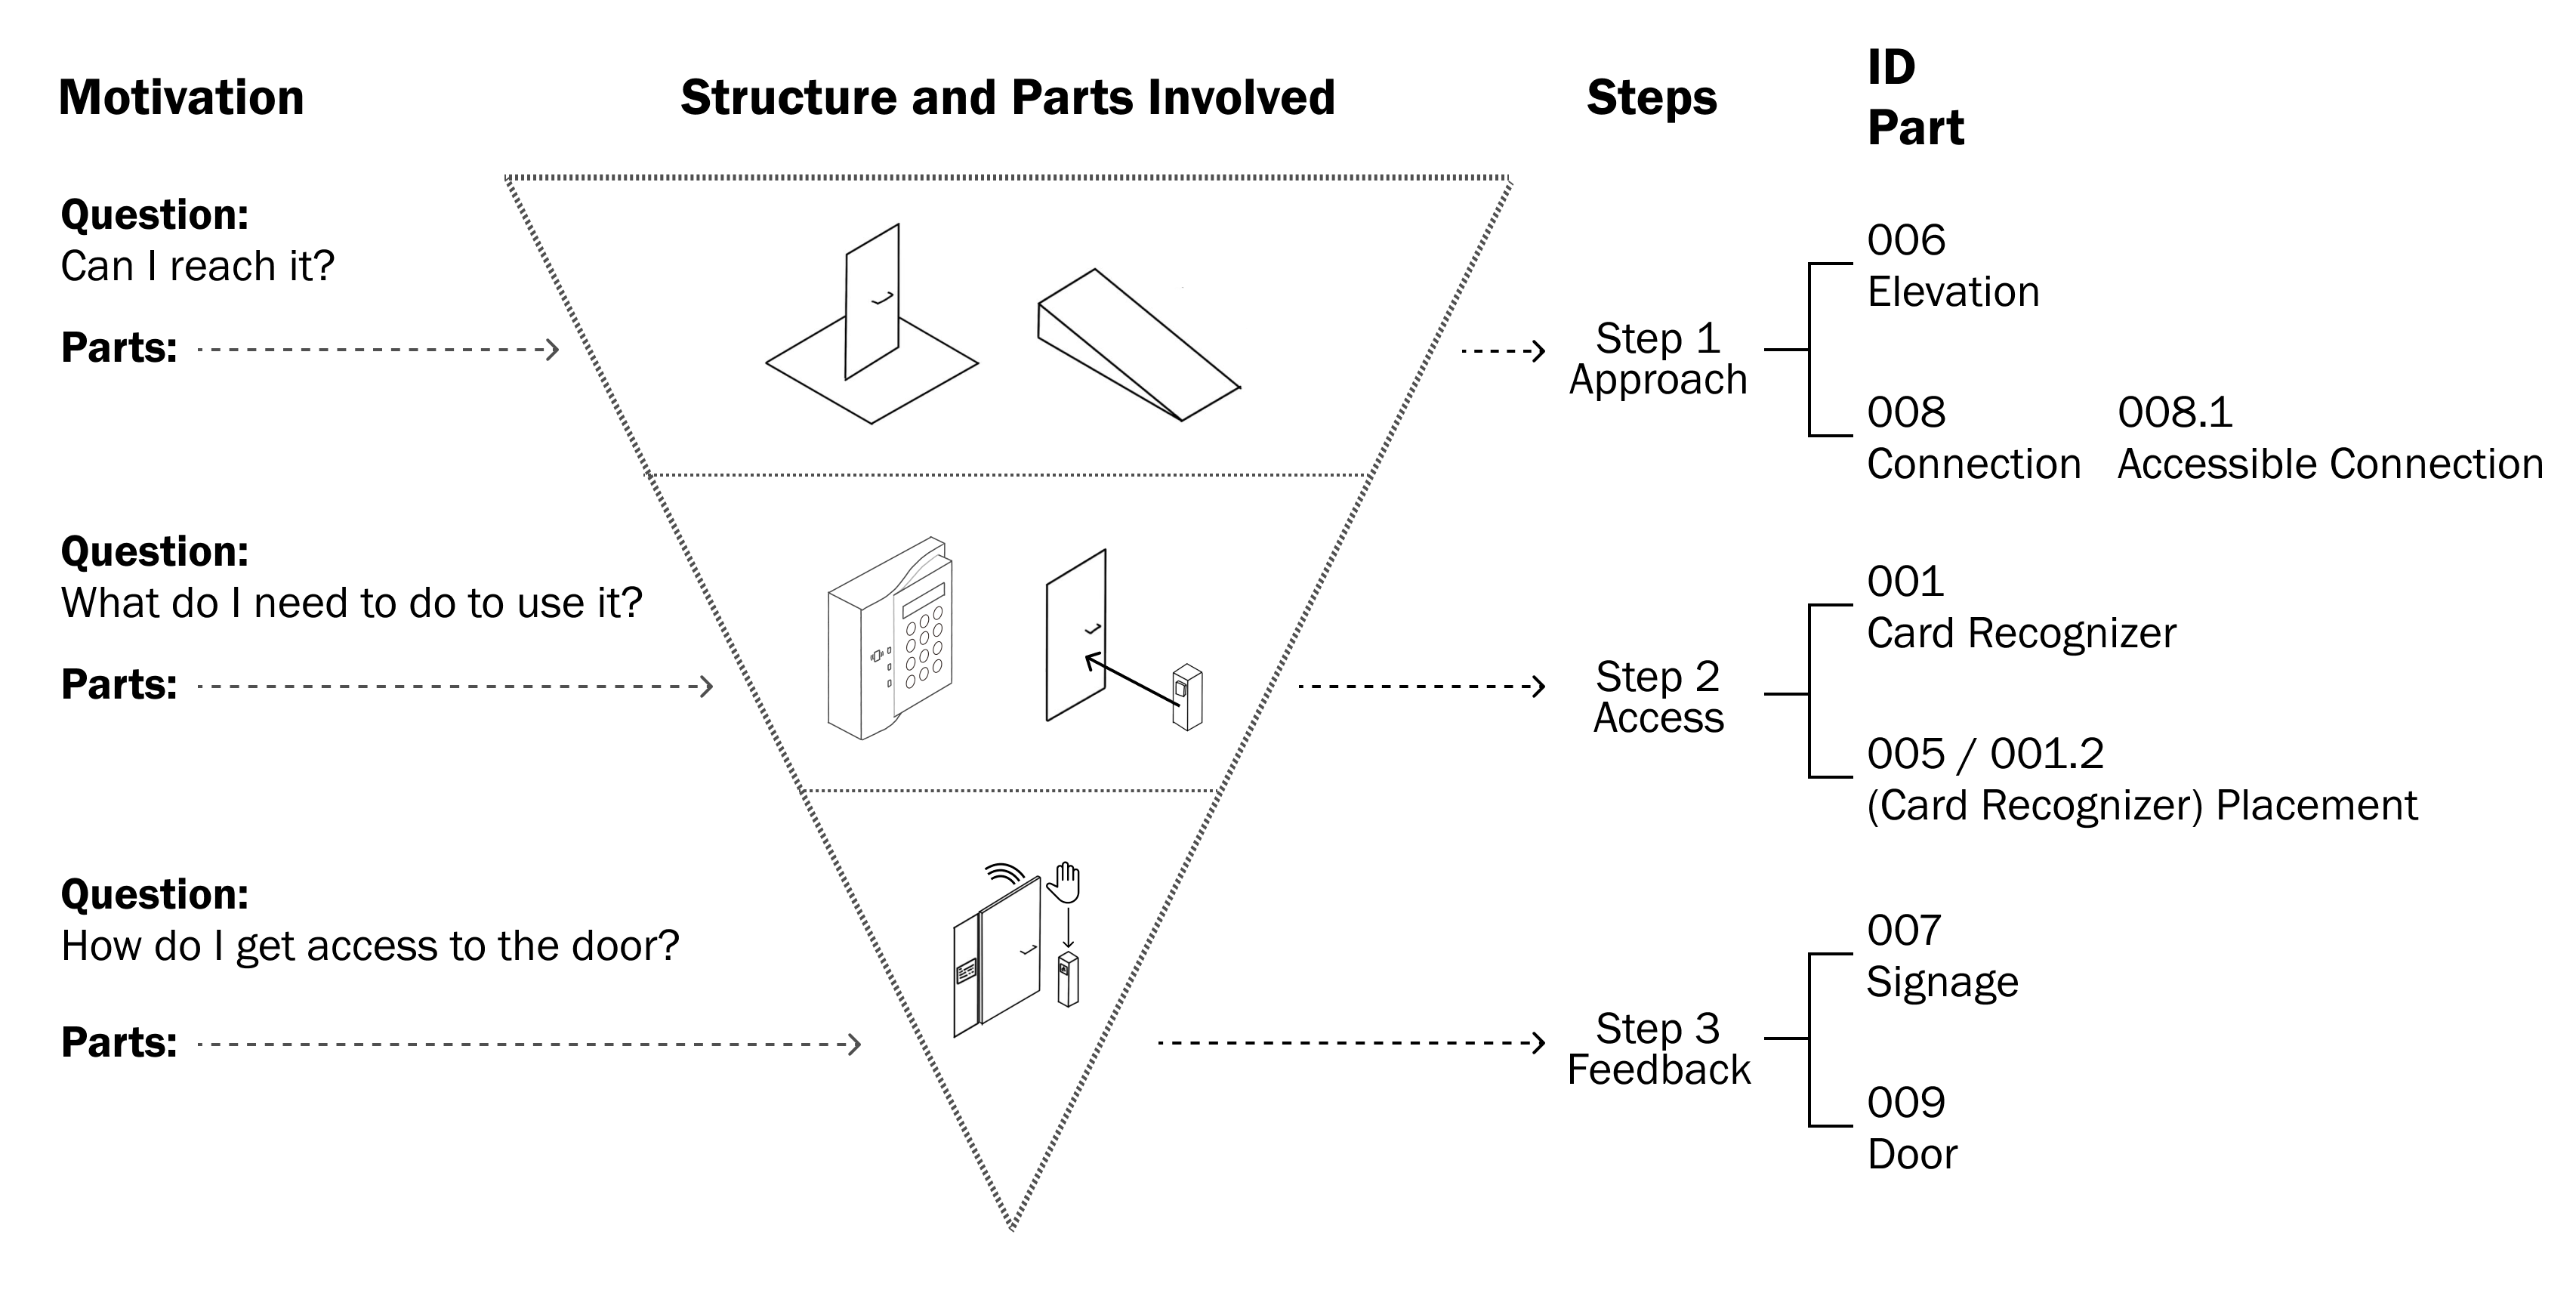 Motivation
Structure and Parts Involved
Steps
ID
Part
Question:
Can I reach it?
Parts:
Step 1
Approach
006
Elevation
008
Connection
008.1
Accessible Connection
Question:
What do I need to do to use it?
Parts:
Step 2
Access
001
Card Recognizer
005 / 001.2
(Card Recognizer) Placement
Question:
How do I get access to the door?
Parts:
Step 3
Feedback
007
Signage
009
Door